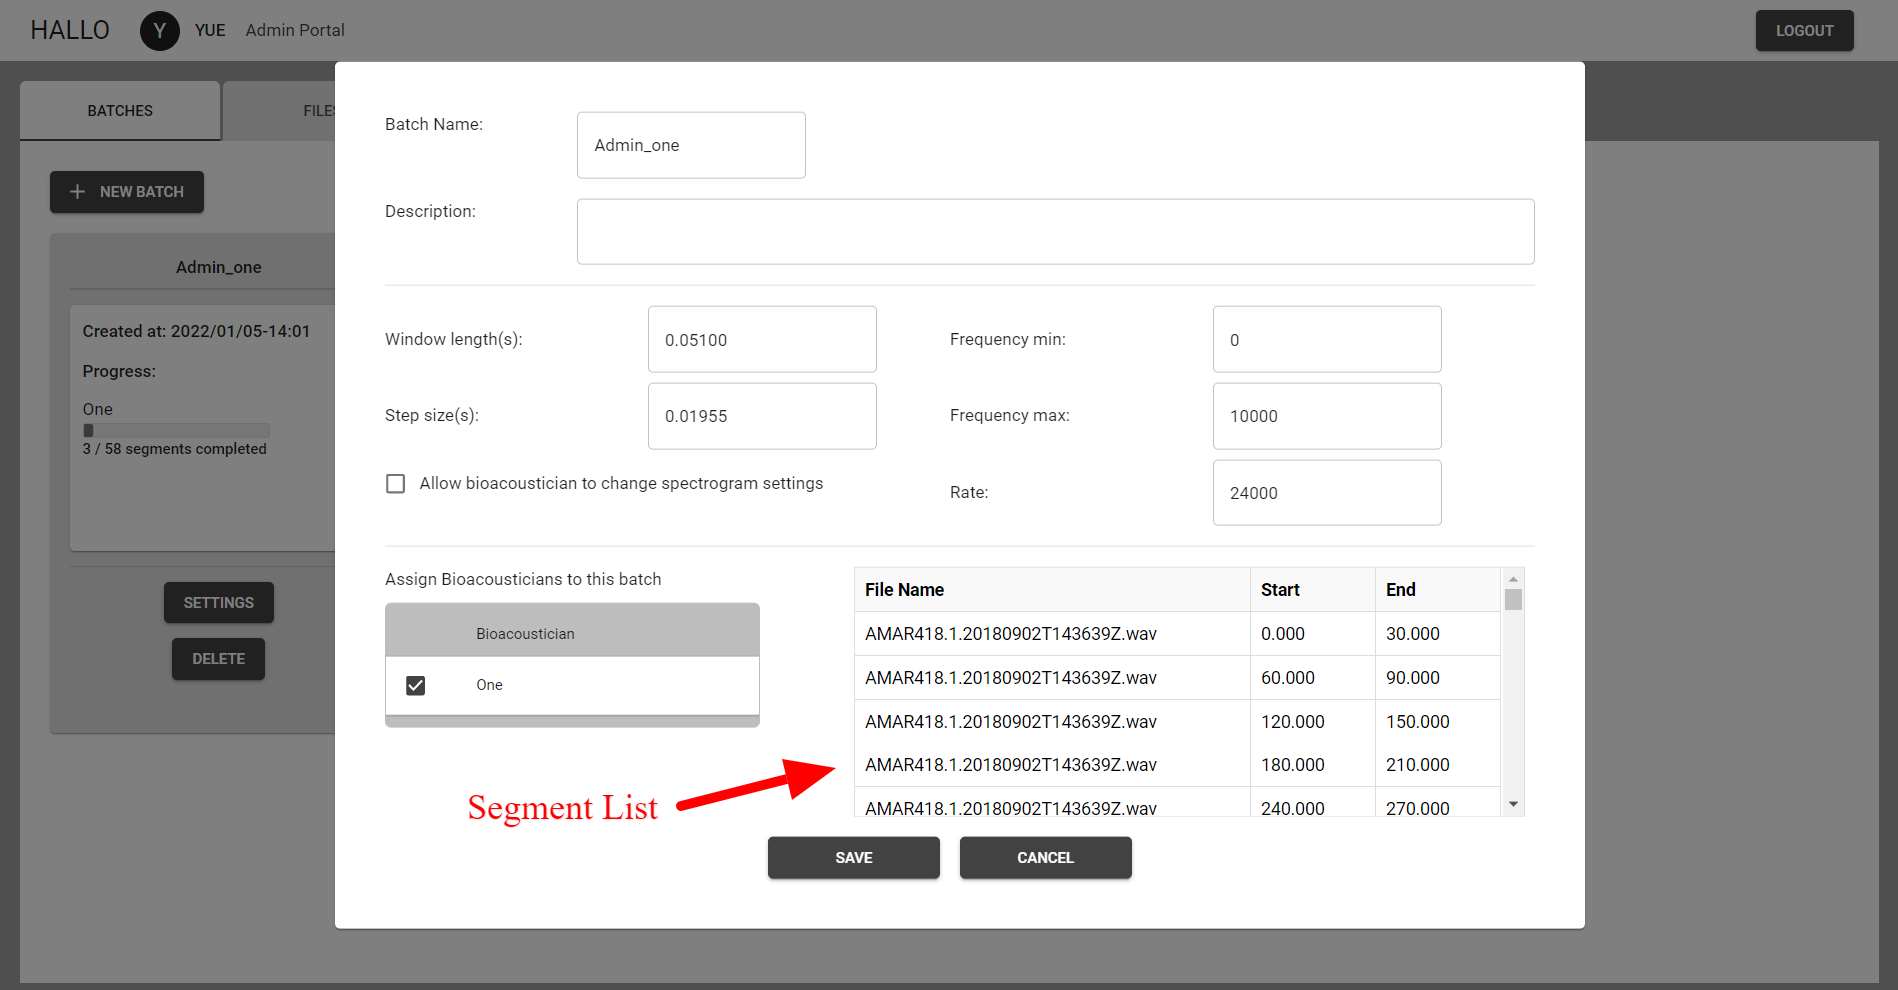 HALLO Y YUE Admin Portal LOGOUT
BATCHES
NEW BATCH
Admin_one
Created at: 2022/01/05-14:01
Progress:
One
3 / 58 segments completed
SETTINGS
DELETE
Batch Name: Admin_one
Description:
Window length(s): 0.05100 Frequency min: 0
Step size(s): 0.01955 Frequency max: 10000
Allow bioacoustician to change spectrogram settings Rate: 24000
Assign Bioacousticians to this batch
Bioacoustician
One
File Name Start End
AMAR418.1.20180902T143639Z.wav 0.000 30.000
AMAR418.1.20180902T143639Z.wav 60.000 90.000
AMAR418.1.20180902T143639Z.wav 120.000 150.000
AMAR418.1.20180902T143639Z.wav 180.000 210.000
AMAR418.1.20180902T143639Z.wav 240.000 270.000
Segment List
SAVE CANCEL